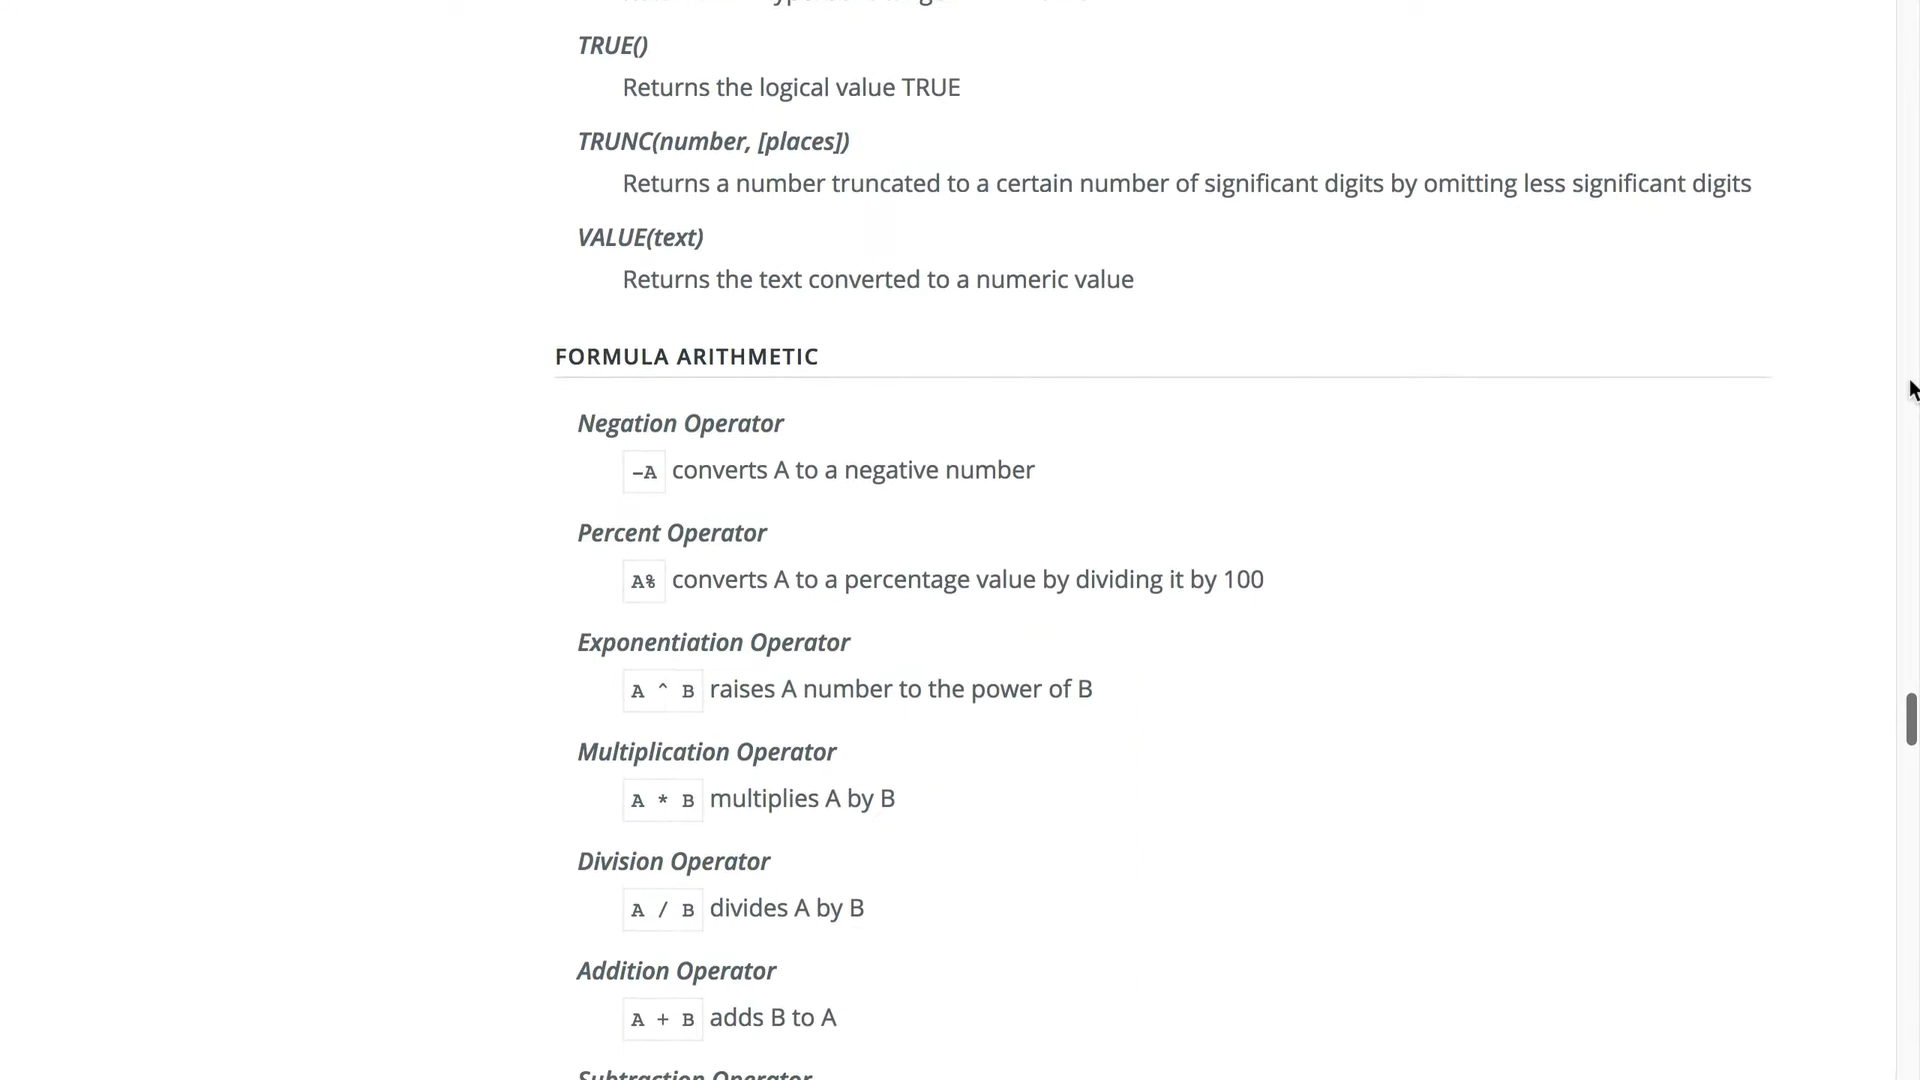 TRUE()
Returns the logical value TRUE
TRUNC(number, [places])
Returns a number truncated to a certain number of significant digits by omitting less significant digits
VALUE(text)
Returns the text converted to a numeric value
FORMULA ARITHMETIC
Negation Operator
-A converts A to a negative number
Percent Operator
A% converts A to a percentage value by dividing it by 100
Exponentiation Operator
A ^ B raises A number to the power of B
Multiplication Operator
A * B multiplies A by B
Division Operator
A / B divides A by B
Addition Operator
A + B adds B to A
Subtraction Operator